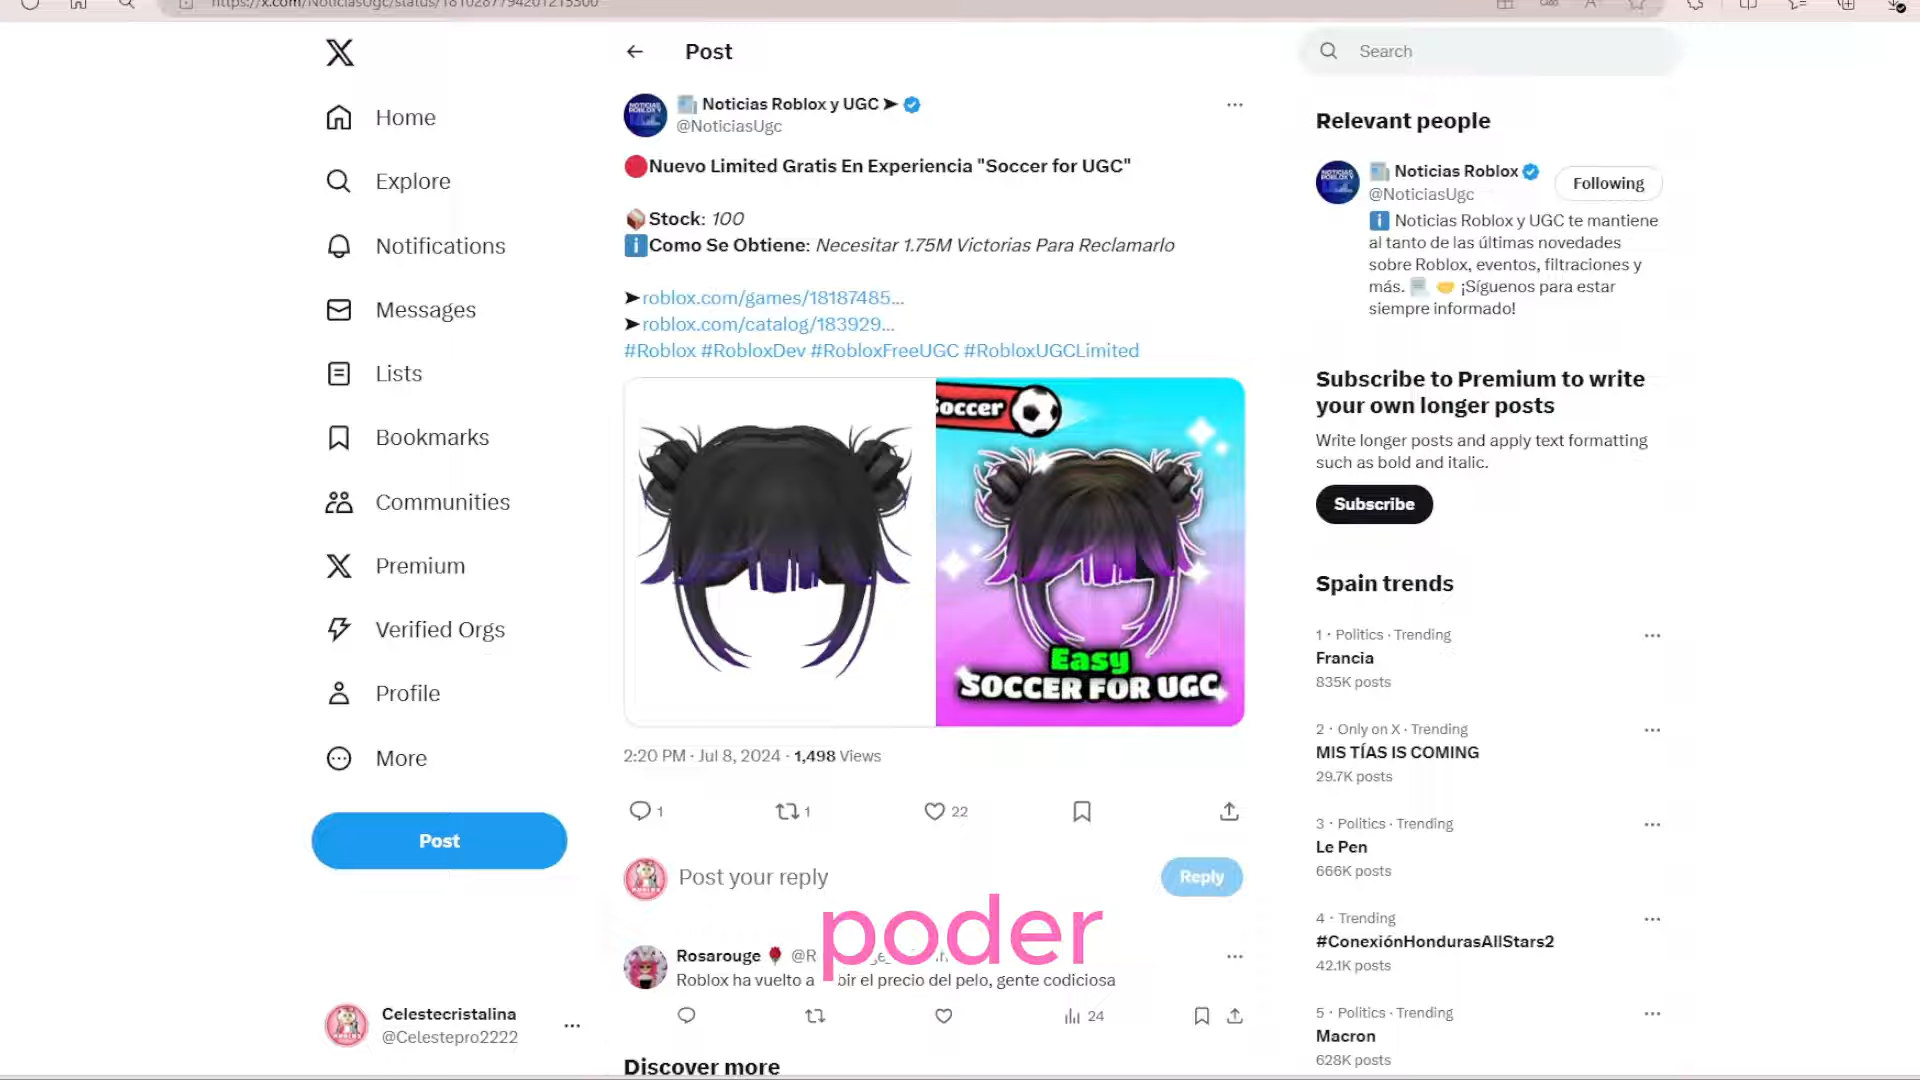 Post
Search
Home
Explore
Notifications
Messages
Lists
Bookmarks
Communities
Premium
Verified Orgs
Profile
More
Post
Celestecristalina
@Celestepro2222
Noticias Roblox y UGC
@NoticiasUgc
Nuevo Limited Gratis En Experiencia "Soccer for UGC"
Stock: 100
Como Se Obtiene: Necesitar 1.75M Victorias Para Reclamarlo
roblox.com/games/18187485...
roblox.com/catalog/183929...
#Roblox #RobloxDev #RobloxFreeUGC #RobloxUGCLimited
Soccer
Easy
SOCCER FOR UGC
2:20 PM · Jul 8, 2024 · 1,498 Views
1
1
22
Post your reply
Reply
poder
Rosarouge
Roblox ha vuelto a bir el precio del pelo, gente codiciosa
24
Discover more
Relevant people
Noticias Roblox
@NoticiasUgc
Following
Noticias Roblox y UGC te mantiene
al tanto de las últimas novedades
sobre Roblox, eventos, filtraciones y
más. ¡Síguenos para estar
siempre informado!
Subscribe to Premium to write
your own longer posts
Write longer posts and apply text formatting
such as bold and italic.
Subscribe
Spain trends
1 · Politics · Trending
Francia
835K posts
2 · Only on X · Trending
MIS TÍAS IS COMING
29.7K posts
3 · Politics · Trending
Le Pen
666K posts
4 · Trending
#ConexiónHondurasAllStars2
42.1K posts
5 · Politics · Trending
Macron
628K posts